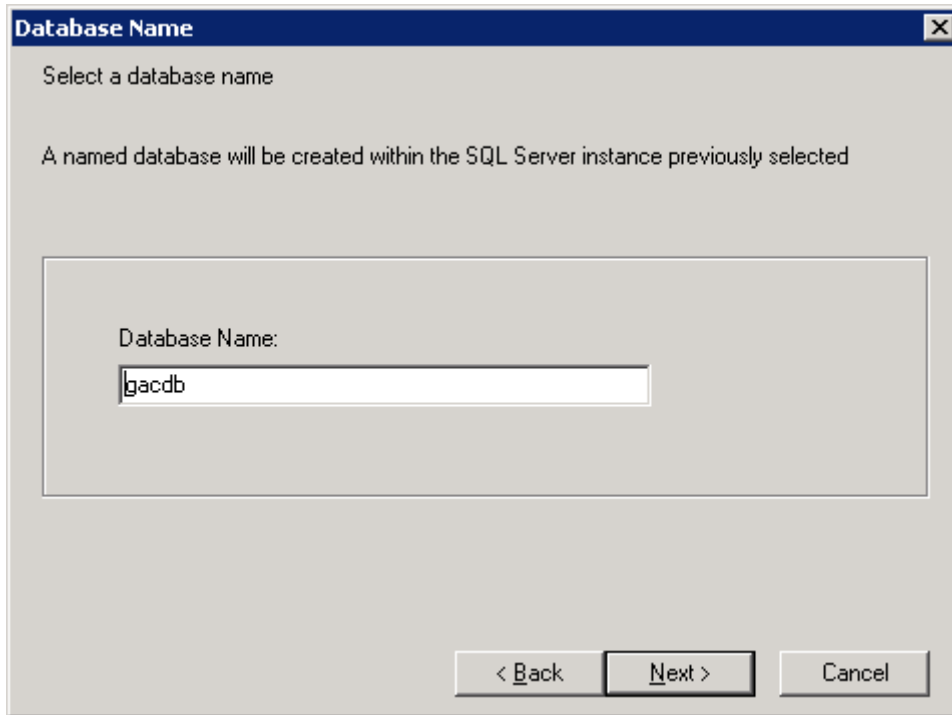 Database Name
Select a database name
A named database will be created within the SQL Server instance previously selected
Database Name:
gacdb
< Back
Next >
Cancel